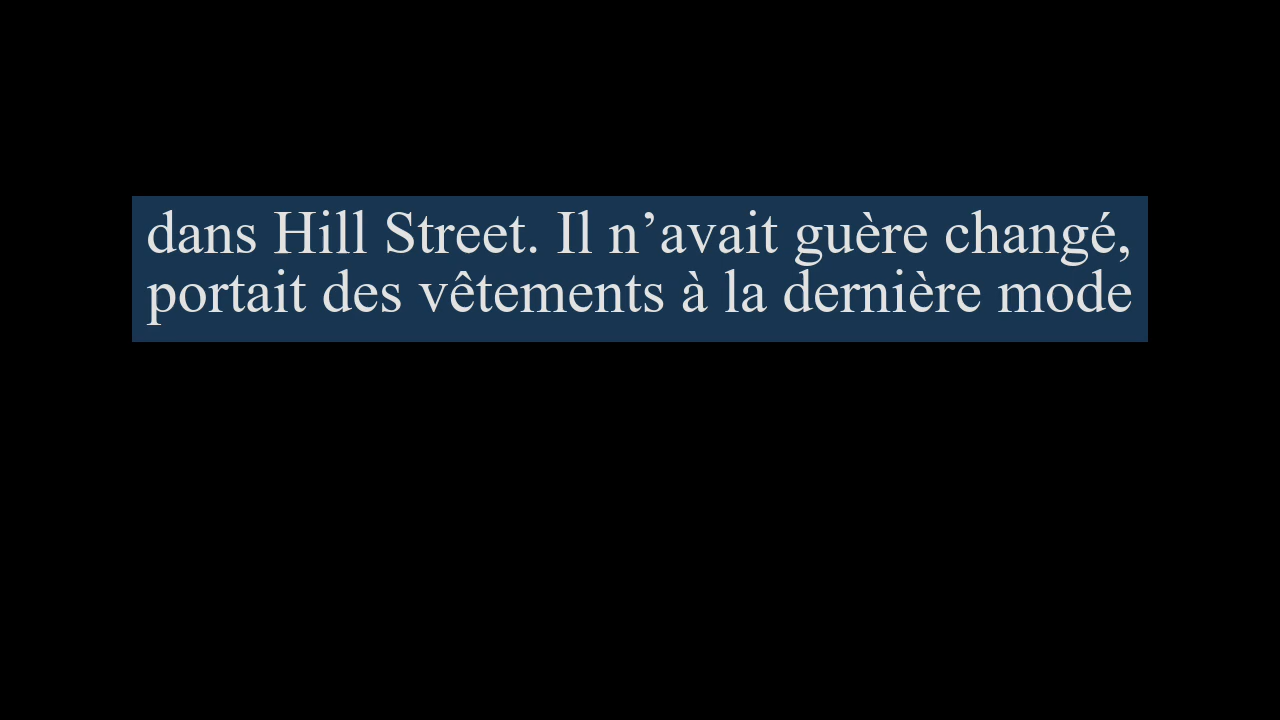 dans Hill Street. Il n’avait guère changé,
portait des vêtements à la dernière mode